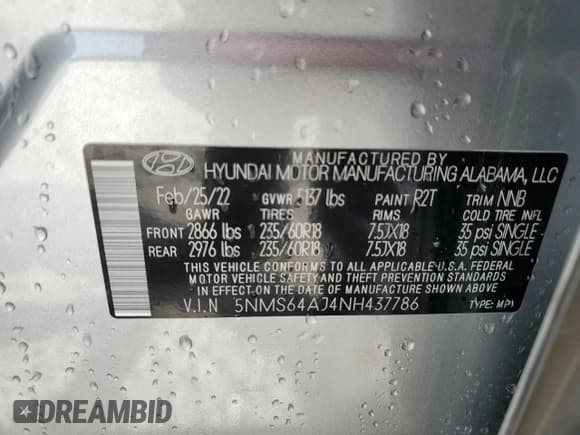 MANUFACTURED BY
HYUNDAI MOTOR MANUFACTURING ALABAMA, LLC
Feb/25/22 GVWR 5137 lbs PAINT R2T TRIM NNB
GAWR TIRES RIMS COLD TIRE INFL
FRONT 2866 lbs 235/60R18 7.5JX18 35 psi SINGLE
REAR 2976 lbs 235/60R18 7.5JX18 35 psi SINGLE
THIS VEHICLE CONFORMS TO ALL APPLICABLE U.S.A. FEDERAL
MOTOR VEHICLE SAFETY AND THEFT PREVENTION STANDARDS
IN EFFECT ON THE DATE OF MANUFACTURE SHOWN ABOVE.
V.I.N 5NMS64AJ4NH437786 TYPE: MPV
DREAMBID